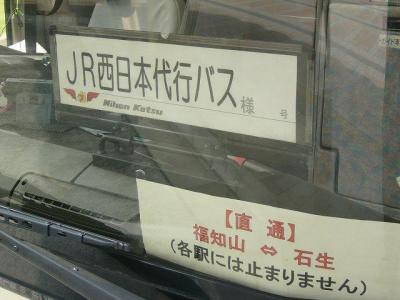 JR西日本代行バス 様 号
Nihon Kotsu
【直通】
福知山 ⇔ 石生
(各駅には止まりません)